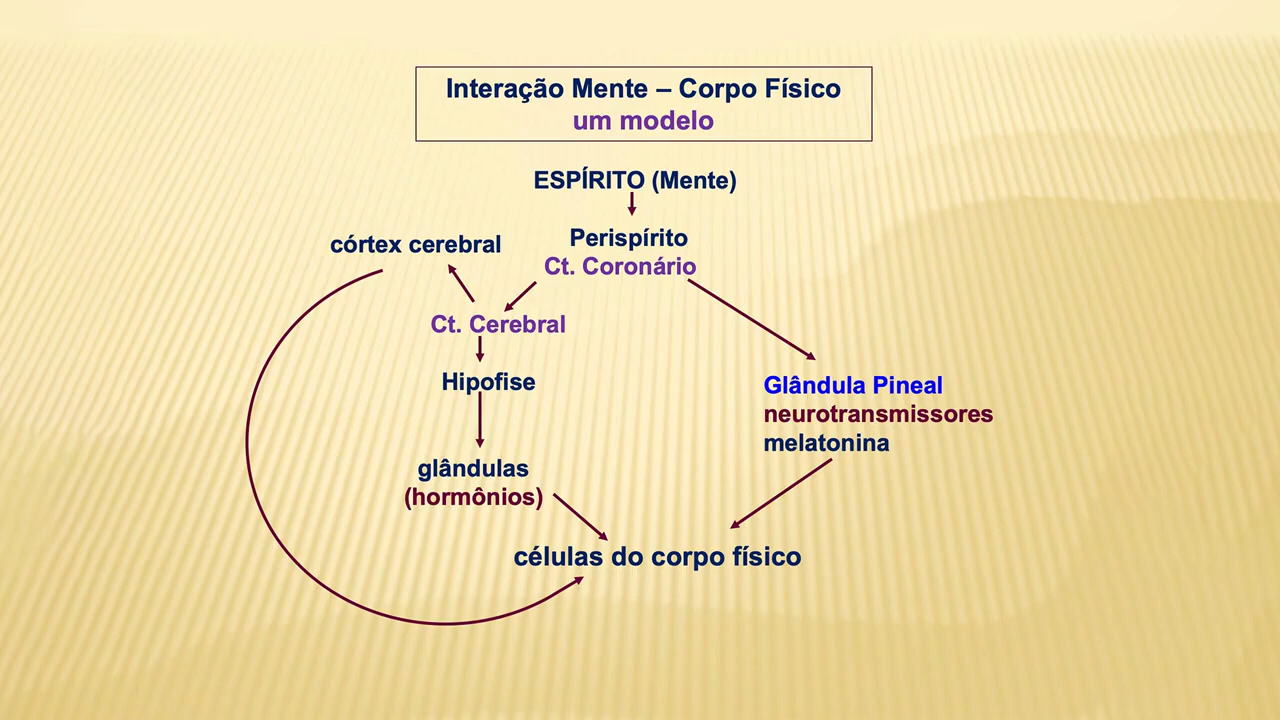 Interação Mente – Corpo Físico
um modelo
ESPÍRITO (Mente)
Perispírito
Ct. Coronário
córtex cerebral
Ct. Cerebral
Hipofise
Glândula Pineal
neurotransmissores
melatonina
glândulas
(hormônios)
células do corpo físico